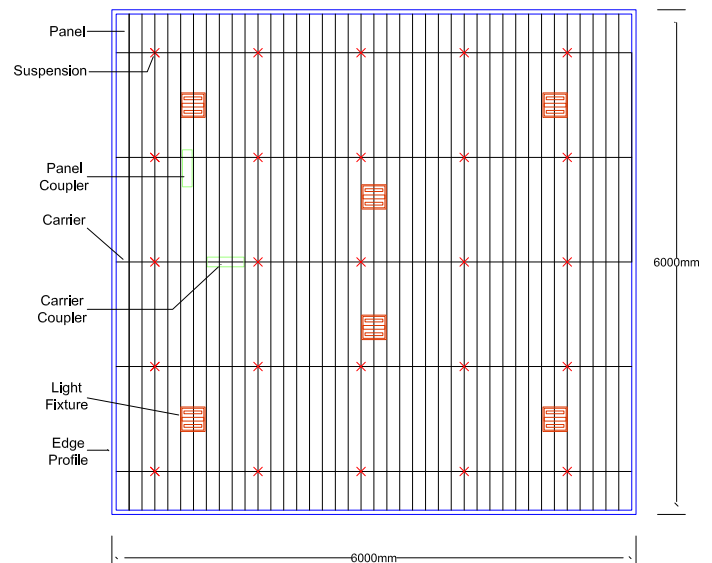 Panel
Suspension
Panel
Coupler
Carrier
Carrier
Coupler
Light
Fixture
Edge
Profile
6000mm
6000mm